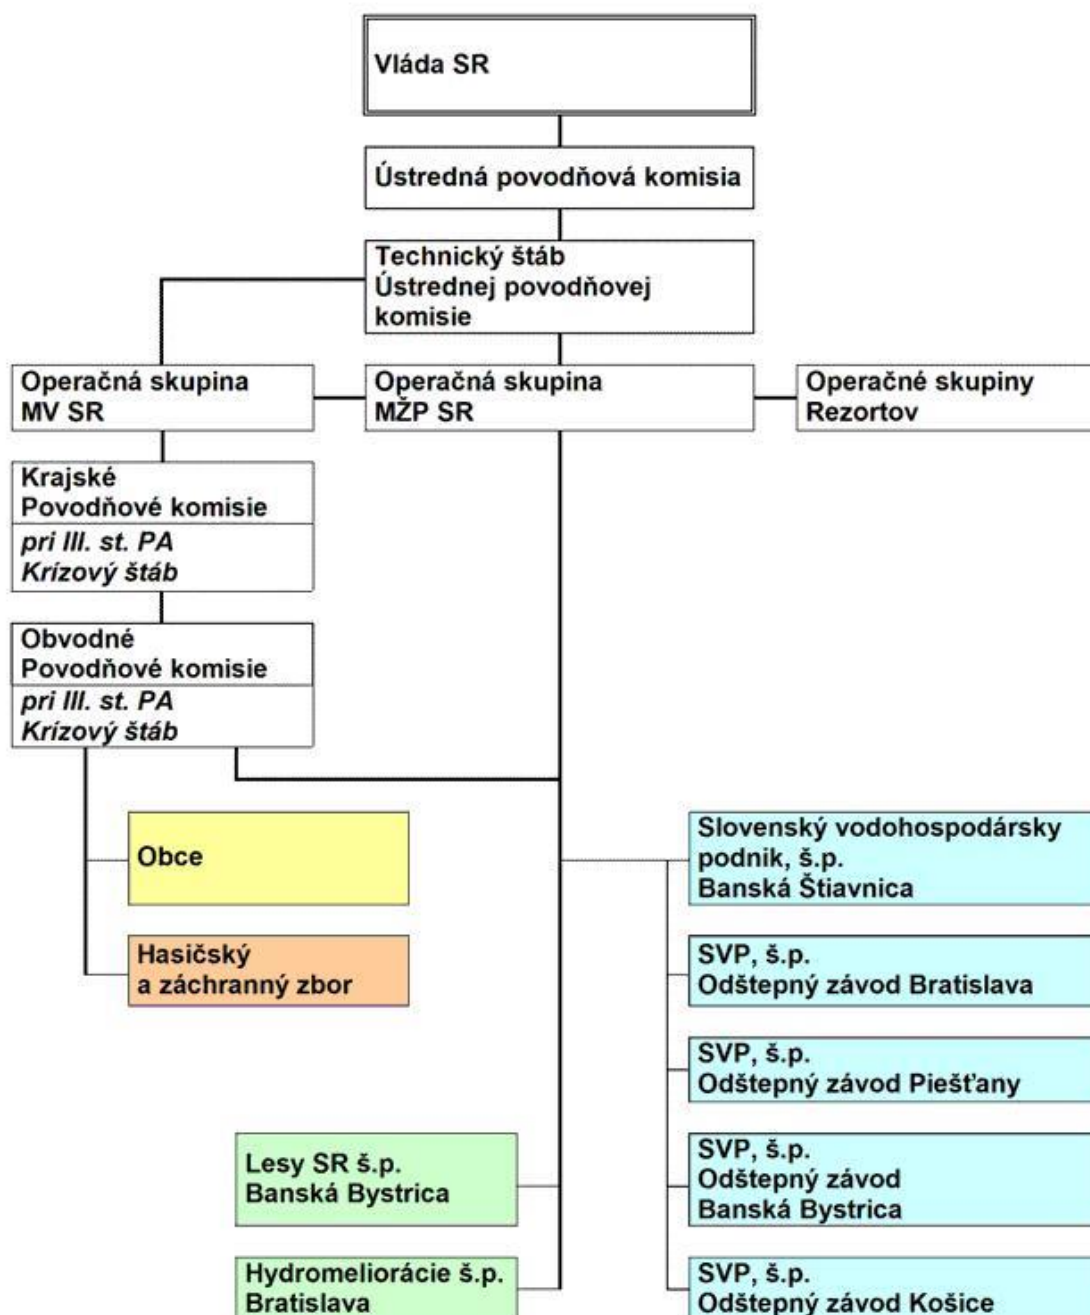 Vláda SR
Ústredná povodňová komisia
Technický štáb
Ústrednej povodňovej
komisie
Operačná skupina
MV SR
Operačná skupina
MŽP SR
Operačné skupiny
Rezortov
Krajské
Povodňové komisie
pri III. st. PA
Krízový štáb
Obvodné
Povodňové komisie
pri III. st. PA
Krízový štáb
Obce
Hasičský
a záchranný zbor
Slovenský vodohospodársky
podnik, š.p.
Banská Štiavnica
SVP, š.p.
Odštepný závod Bratislava
SVP, š.p.
Odštepný závod Piešťany
SVP, š.p.
Odštepný závod
Banská Bystrica
SVP, š.p.
Odštepný závod Košice
Lesy SR š.p.
Banská Bystrica
Hydromeliorácie š.p.
Bratislava